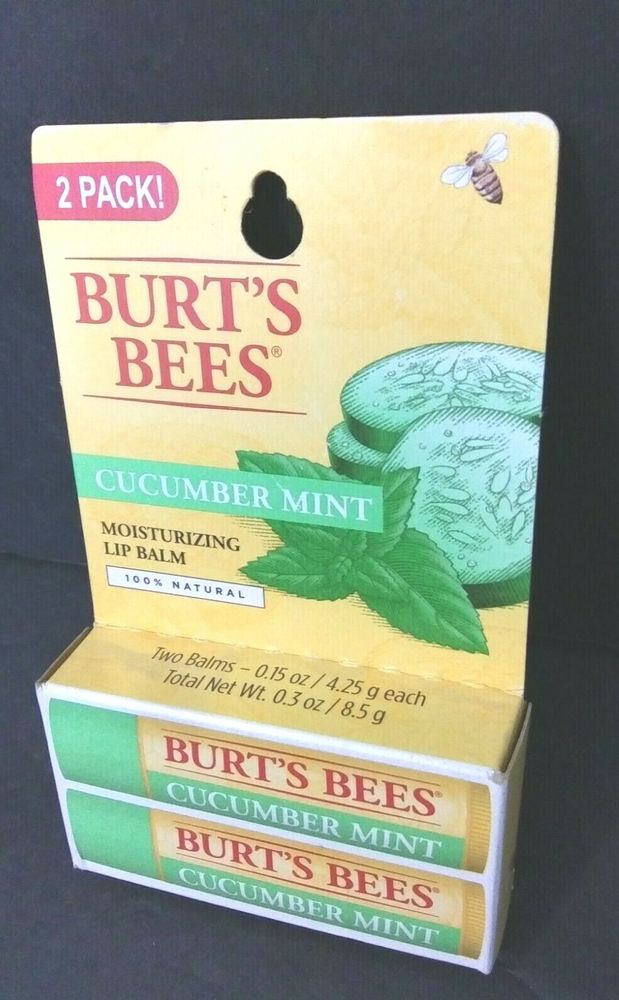 2 PACK!
BURT'S
BEES®
CUCUMBER MINT
MOISTURIZING
LIP BALM
100% NATURAL
Two Balms – 0.15 oz / 4.25 g each
Total Net Wt. 0.3 oz / 8.5 g
BURT'S BEES®
CUCUMBER MINT
BURT'S BEES®
CUCUMBER MINT